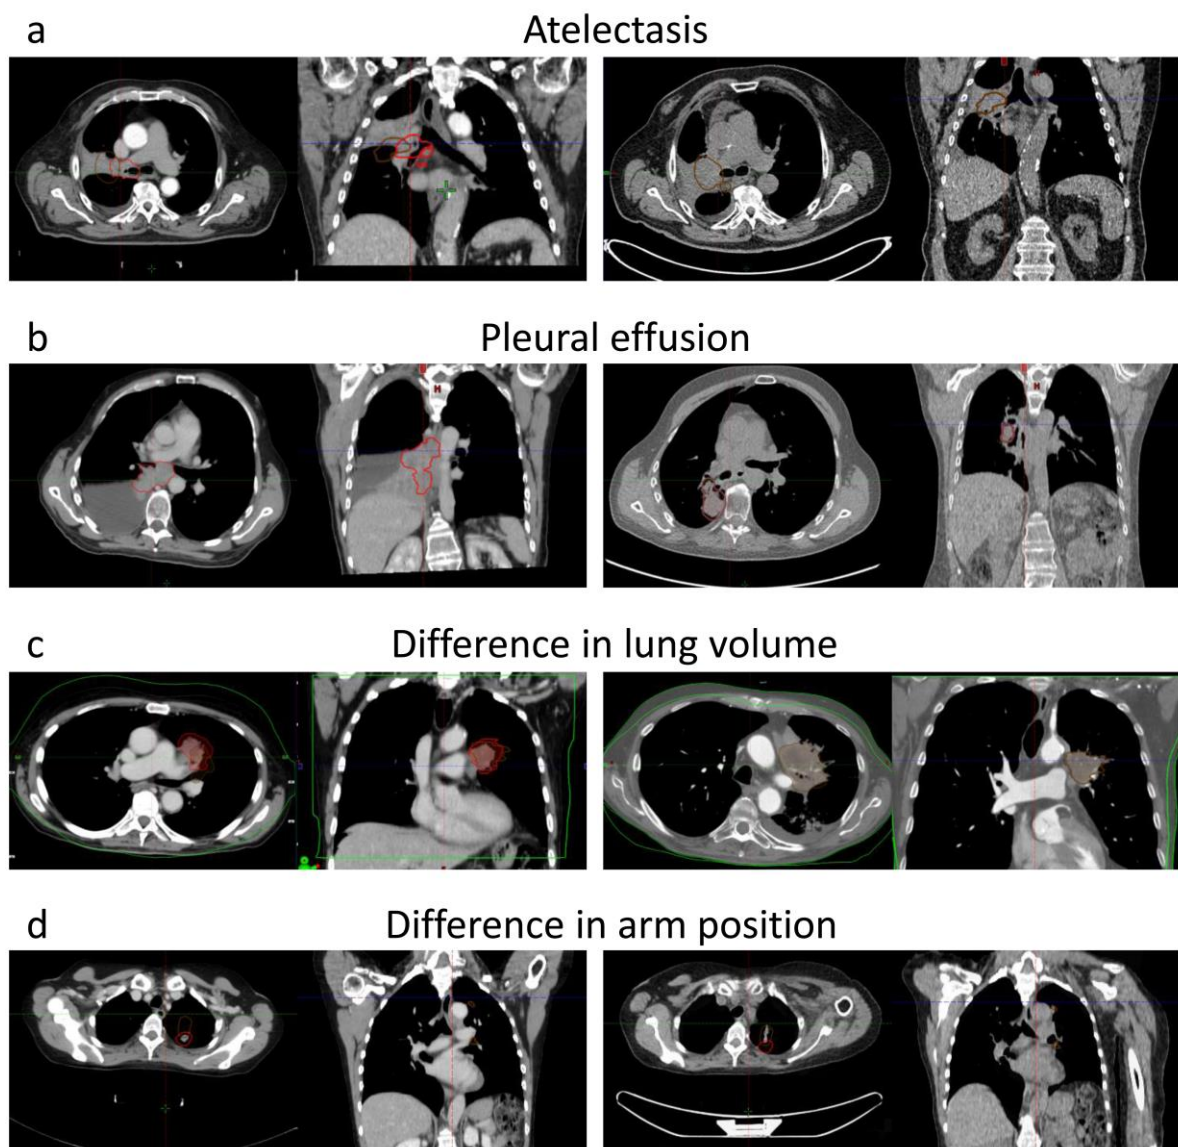 a
Atelectasis
b
Pleural effusion
H
H
c
Difference in lung volume
d
Difference in arm position